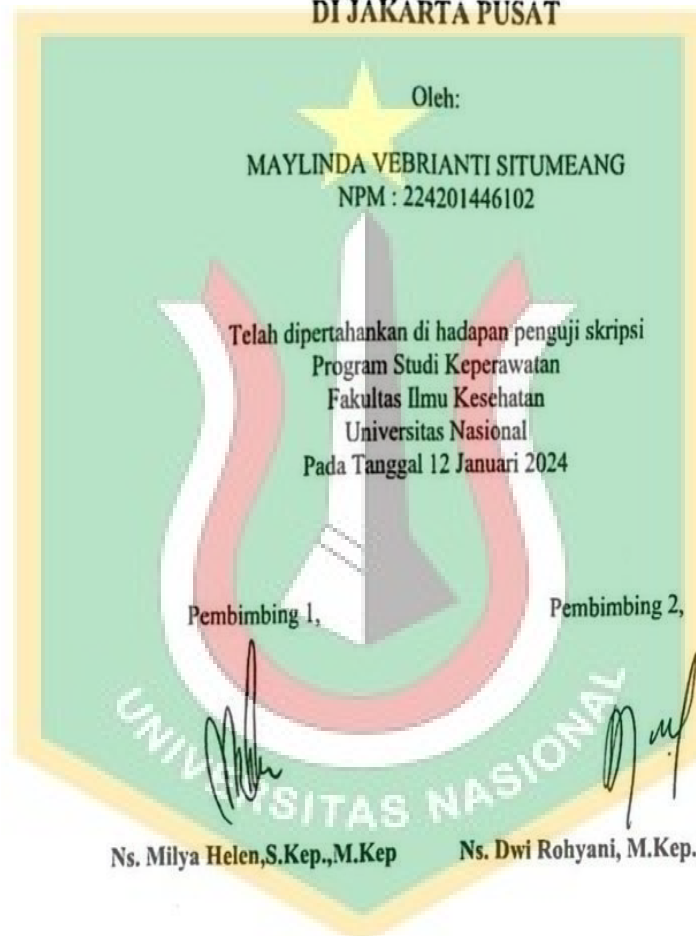 DI JAKARTA PUSAT
Oleh:
MAYLINDA VEBRIANTI SITUMEANG
NPM : 224201446102
Telah dipertahankan di hadapan penguji skripsi
Program Studi Keperawatan
Fakultas Ilmu Kesehatan
Universitas Nasional
Pada Tanggal 12 Januari 2024
Pembimbing 1,
Pembimbing 2,
UNIVERSITAS NASIONAL
Ns. Milya Helen,S.Kep.,M.Kep
Ns. Dwi Rohyani, M.Kep.